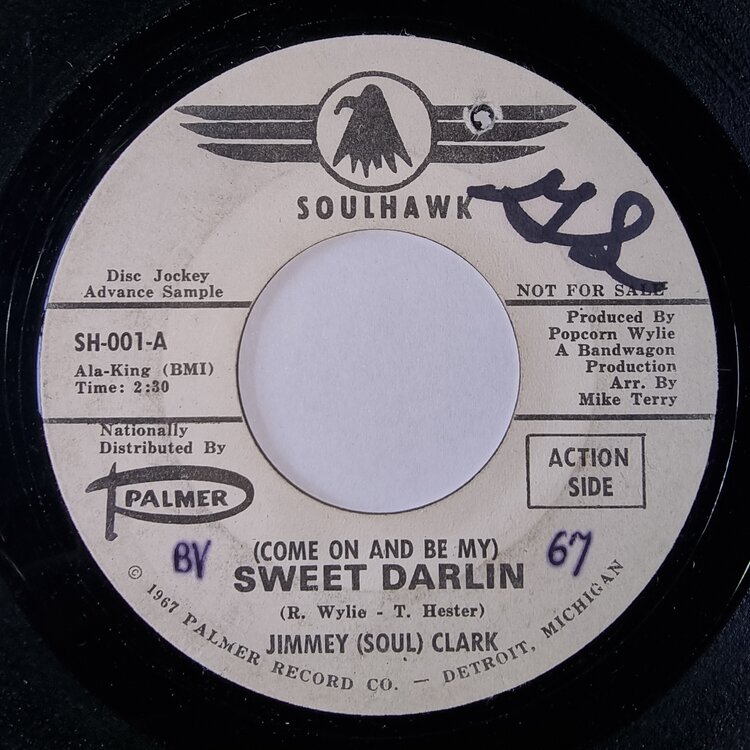 SOULHAWK
Disc Jockey
Advance Sample
NOT FOR SALE
SH-001-A
Ala-King (BMI)
Time: 2:30
Produced By
Popcorn Wylie
A Bandwagon
Production
Arr. By
Mike Terry
Nationally
Distributed By
PALMER
ACTION
SIDE
BV
67
(COME ON AND BE MY)
SWEET DARLIN
(R. Wylie - T. Hester)
JIMMEY (SOUL) CLARK
© 1967 PALMER RECORD CO. — DETROIT, MICHIGAN